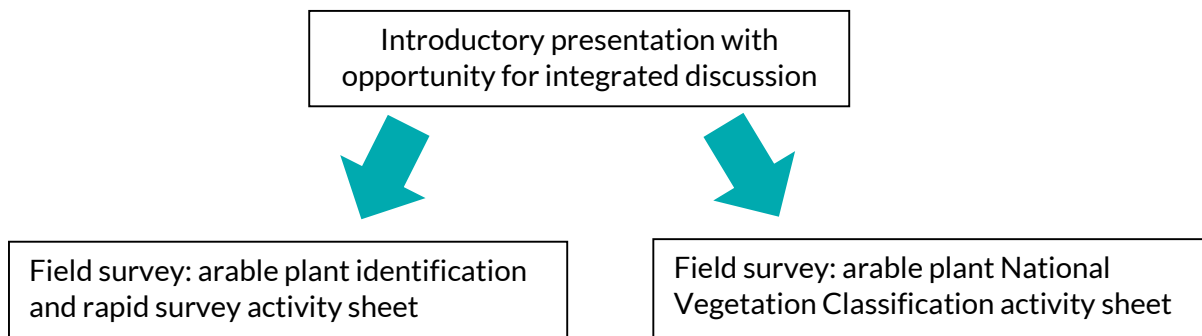 Introductory presentation with
opportunity for integrated discussion
Field survey: arable plant identification
and rapid survey activity sheet
Field survey: arable plant National
Vegetation Classification activity sheet